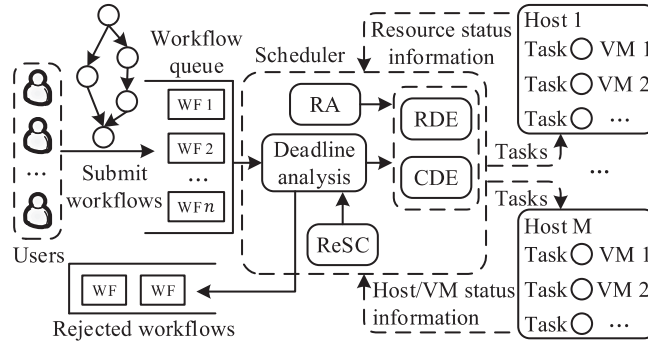 Users
Submit
workflows
Workflow
queue
WF 1
WF 2
...
WF n
...
Scheduler
RA
Deadline
analysis
ReSC
RDE
CDE
Resource status
information
Tasks
Tasks
Host/VM status
information
Host 1
Task VM 1
Task VM 2
Task ...
...
Host M
Task VM 1
Task VM 2
Task ...
WF WF
Rejected workflows